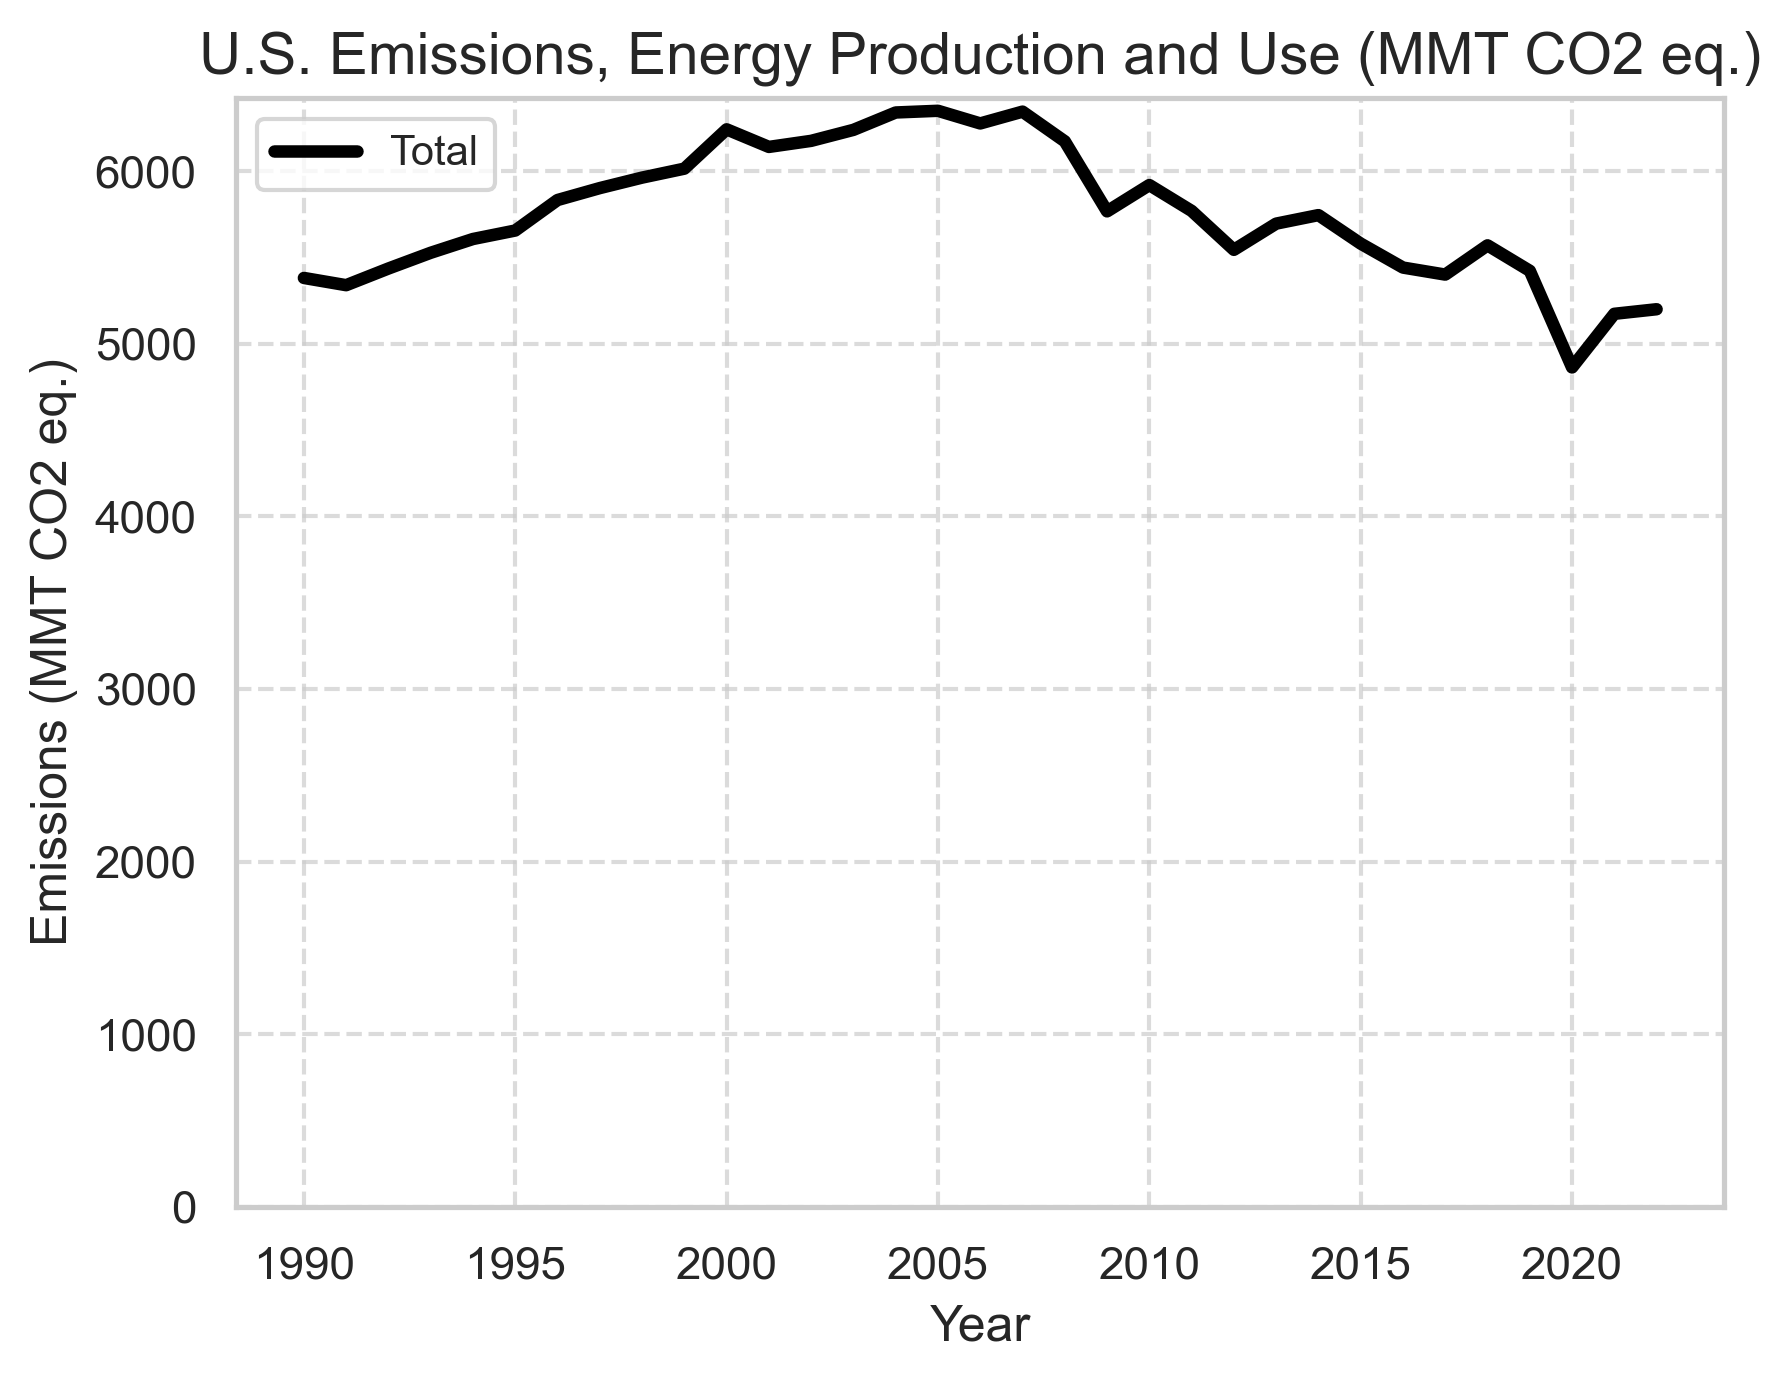 U.S. Emissions, Energy Production and Use (MMT CO2 eq.)
Total
6000
5000
4000
3000
2000
1000
0
Emissions (MMT CO2 eq.)
1990 1995 2000 2005 2010 2015 2020
Year